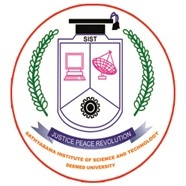 SIST
JUSTICE PEACE REVOLUTION
SATHYABAMA INSTITUTE OF SCIENCE AND TECHNOLOGY
DEEMED UNIVERSITY